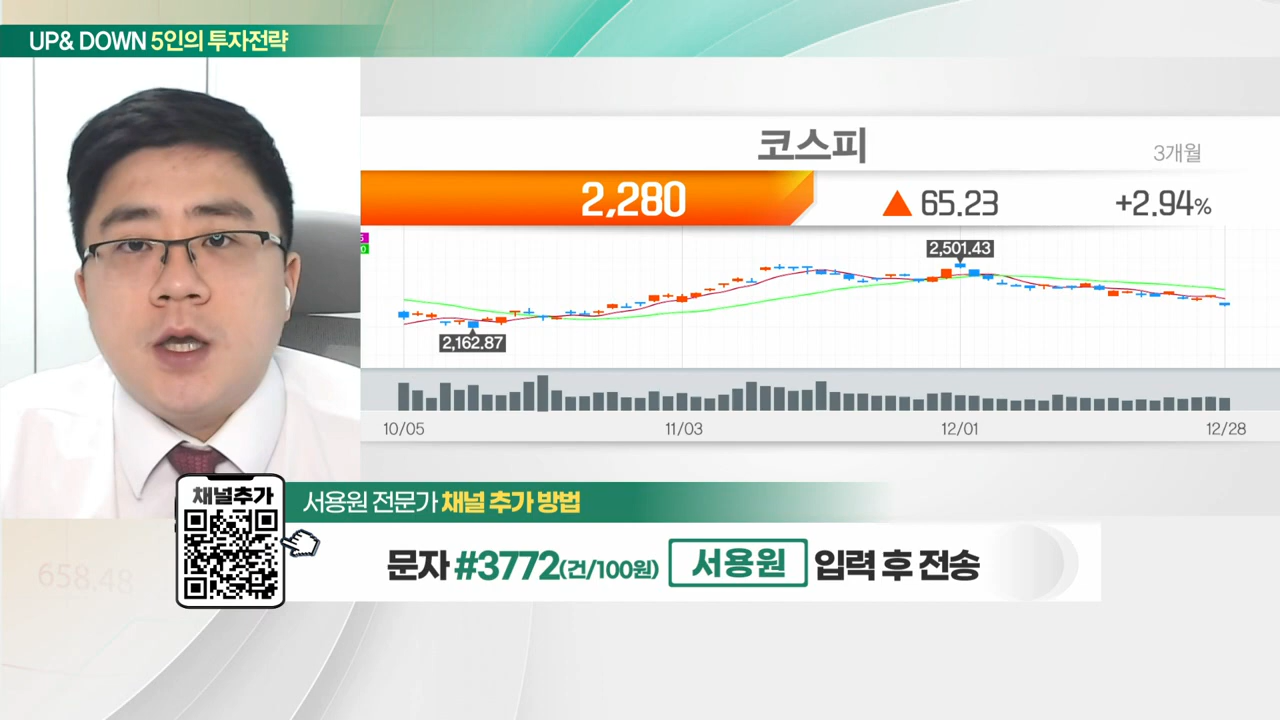 UP& DOWN 5인의 투자전략
코스피
3개월
2,280
▲ 65.23
+2.94%
2,501.43
2,162.87
10/05
11/03
12/01
12/28
채널추가
서용원 전문가 채널 추가 방법
문자 #3772(건/100원) 서용원 입력 후 전송
658.48